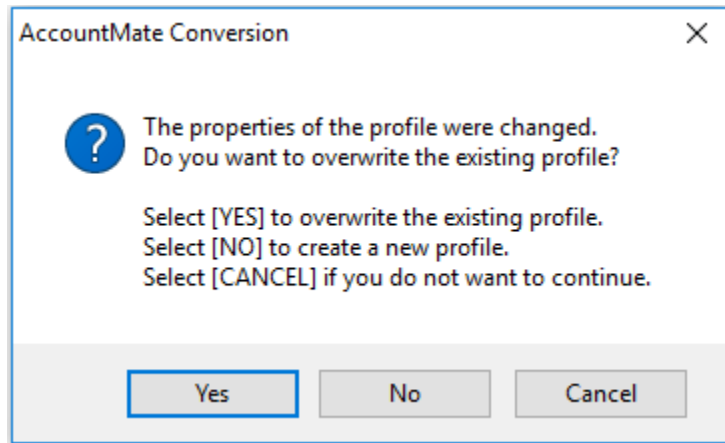 AccountMate Conversion
The properties of the profile were changed.
Do you want to overwrite the existing profile?
Select [YES] to overwrite the existing profile.
Select [NO] to create a new profile.
Select [CANCEL] if you do not want to continue.
Yes
No
Cancel